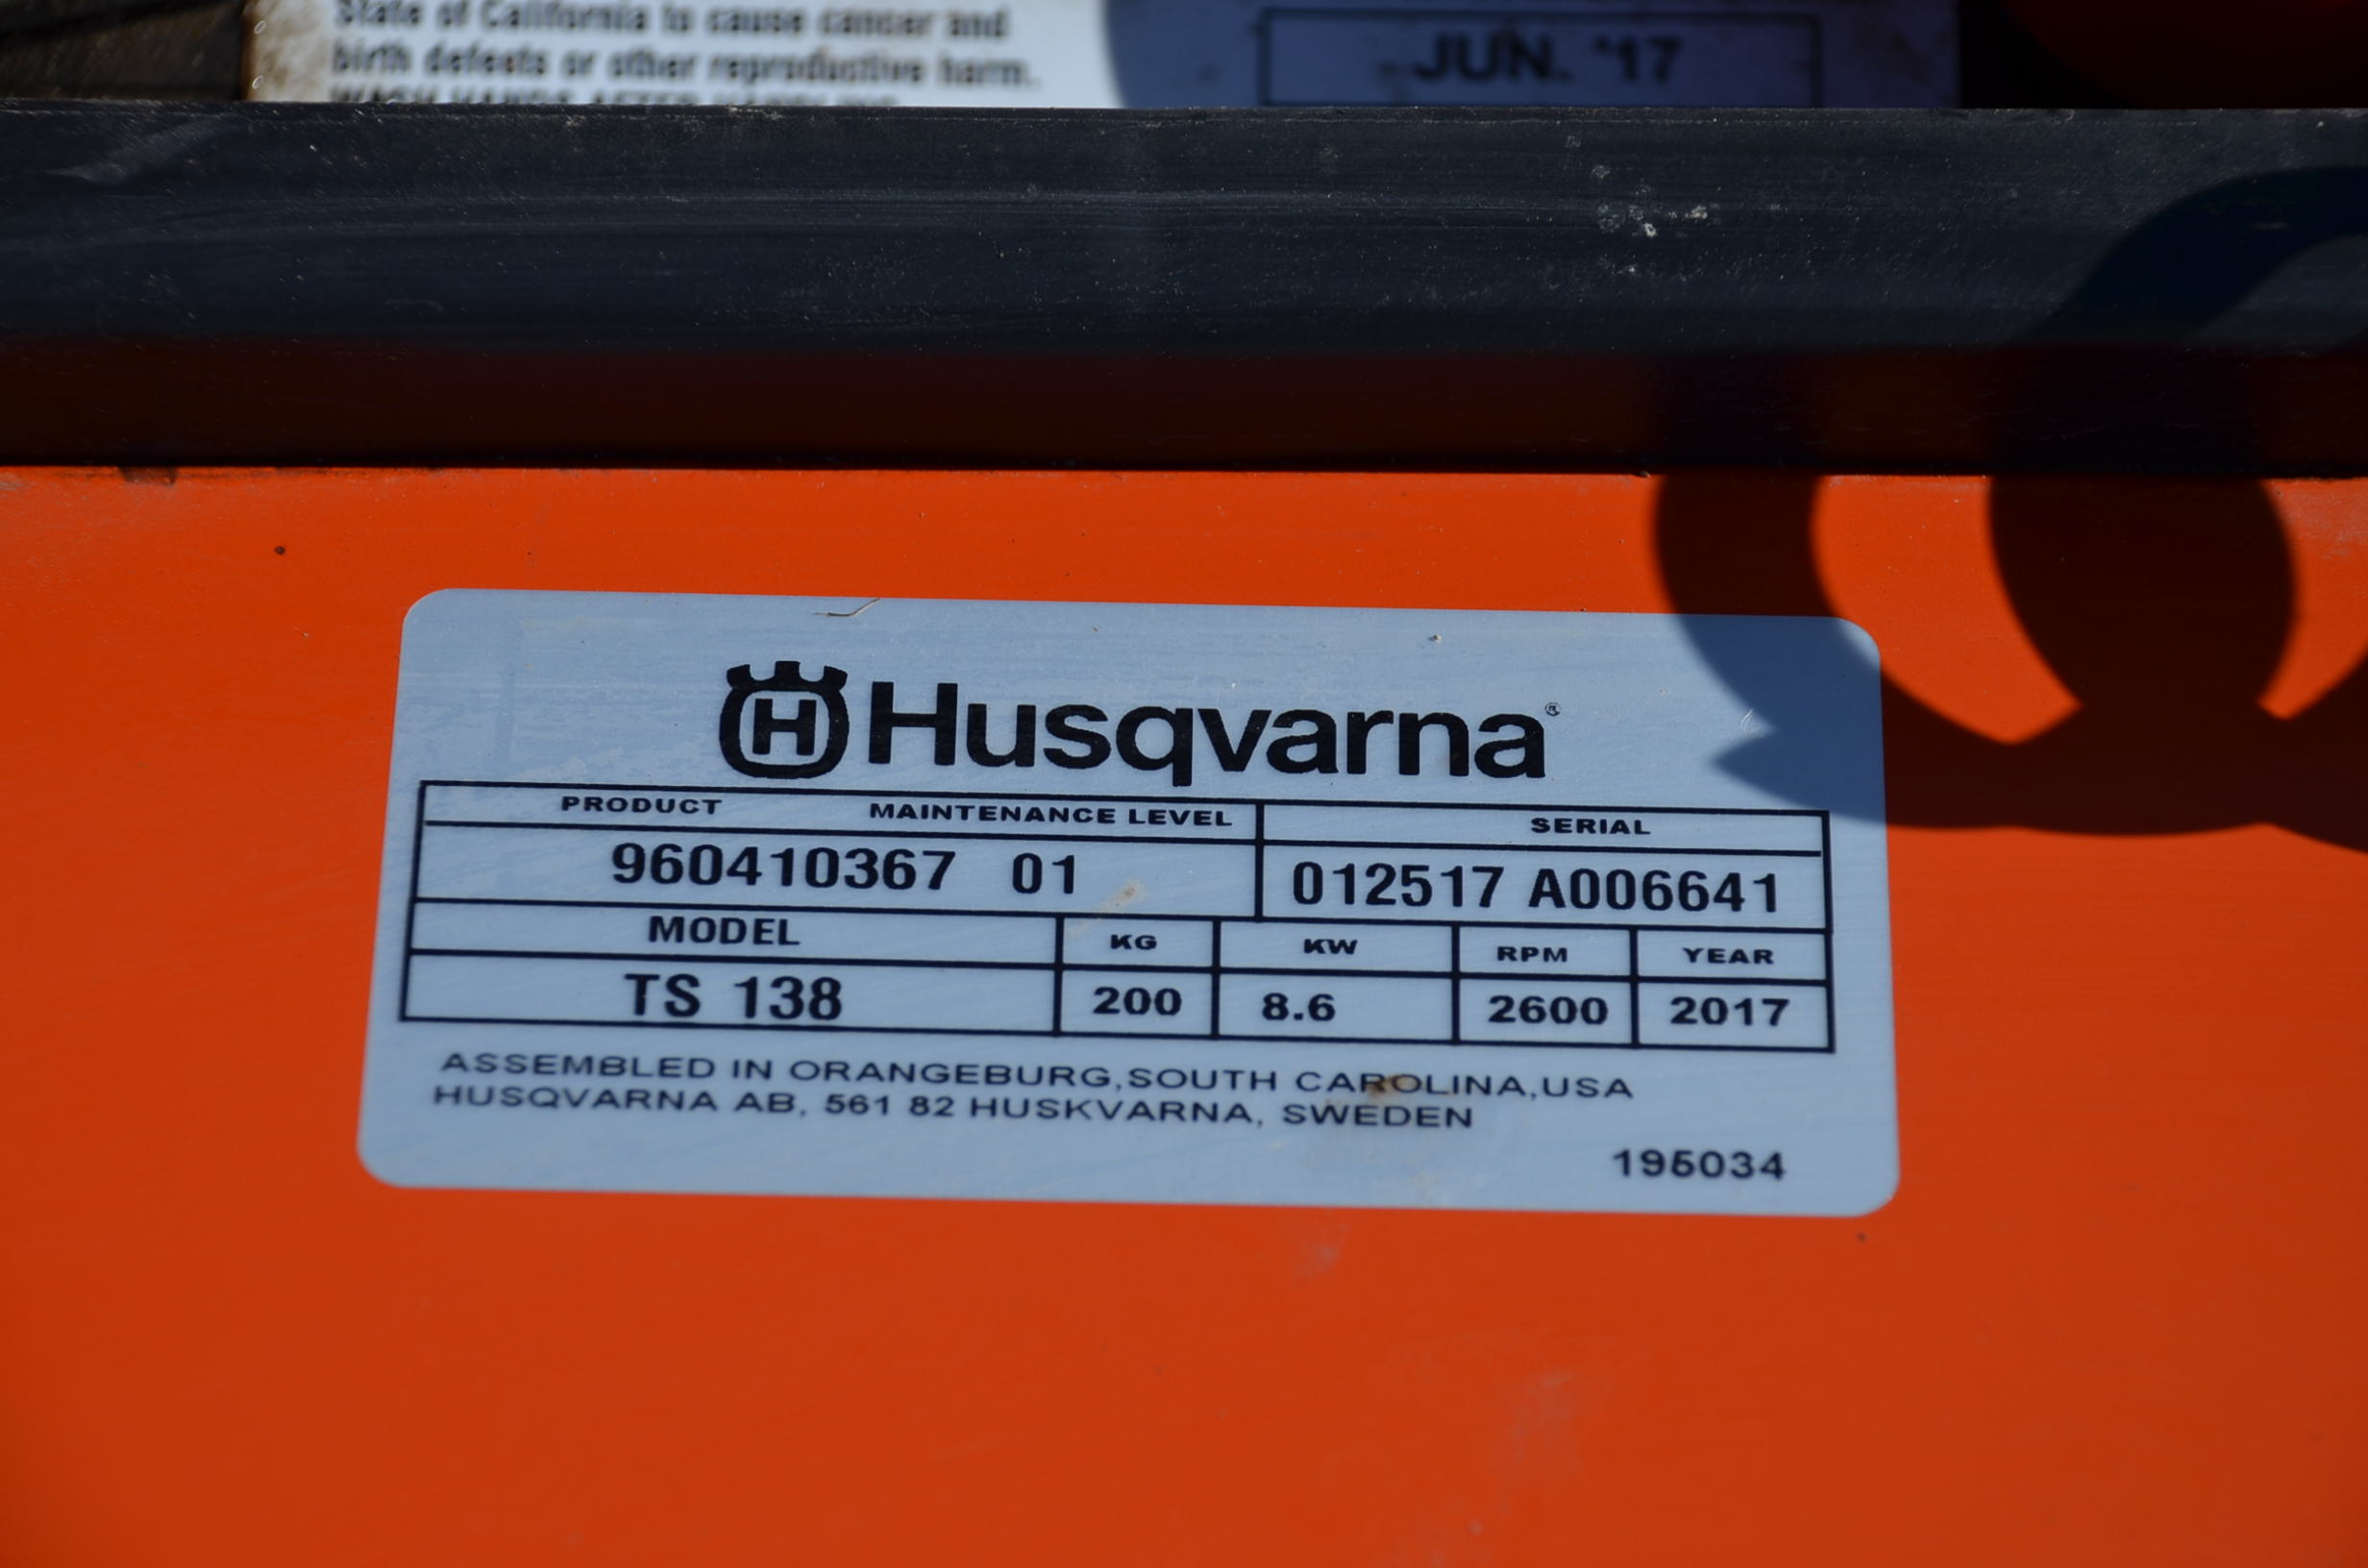 State of California to cause cancer and
birth defects or other reproductive harm.
JUN. '17
Husqvarna®
PRODUCT MAINTENANCE LEVEL SERIAL
960410367 01 012517 A006641
MODEL KG KW RPM YEAR
TS 138 200 8.6 2600 2017
ASSEMBLED IN ORANGEBURG,SOUTH CAROLINA,USA
HUSQVARNA AB, 561 82 HUSKVARNA, SWEDEN
195034